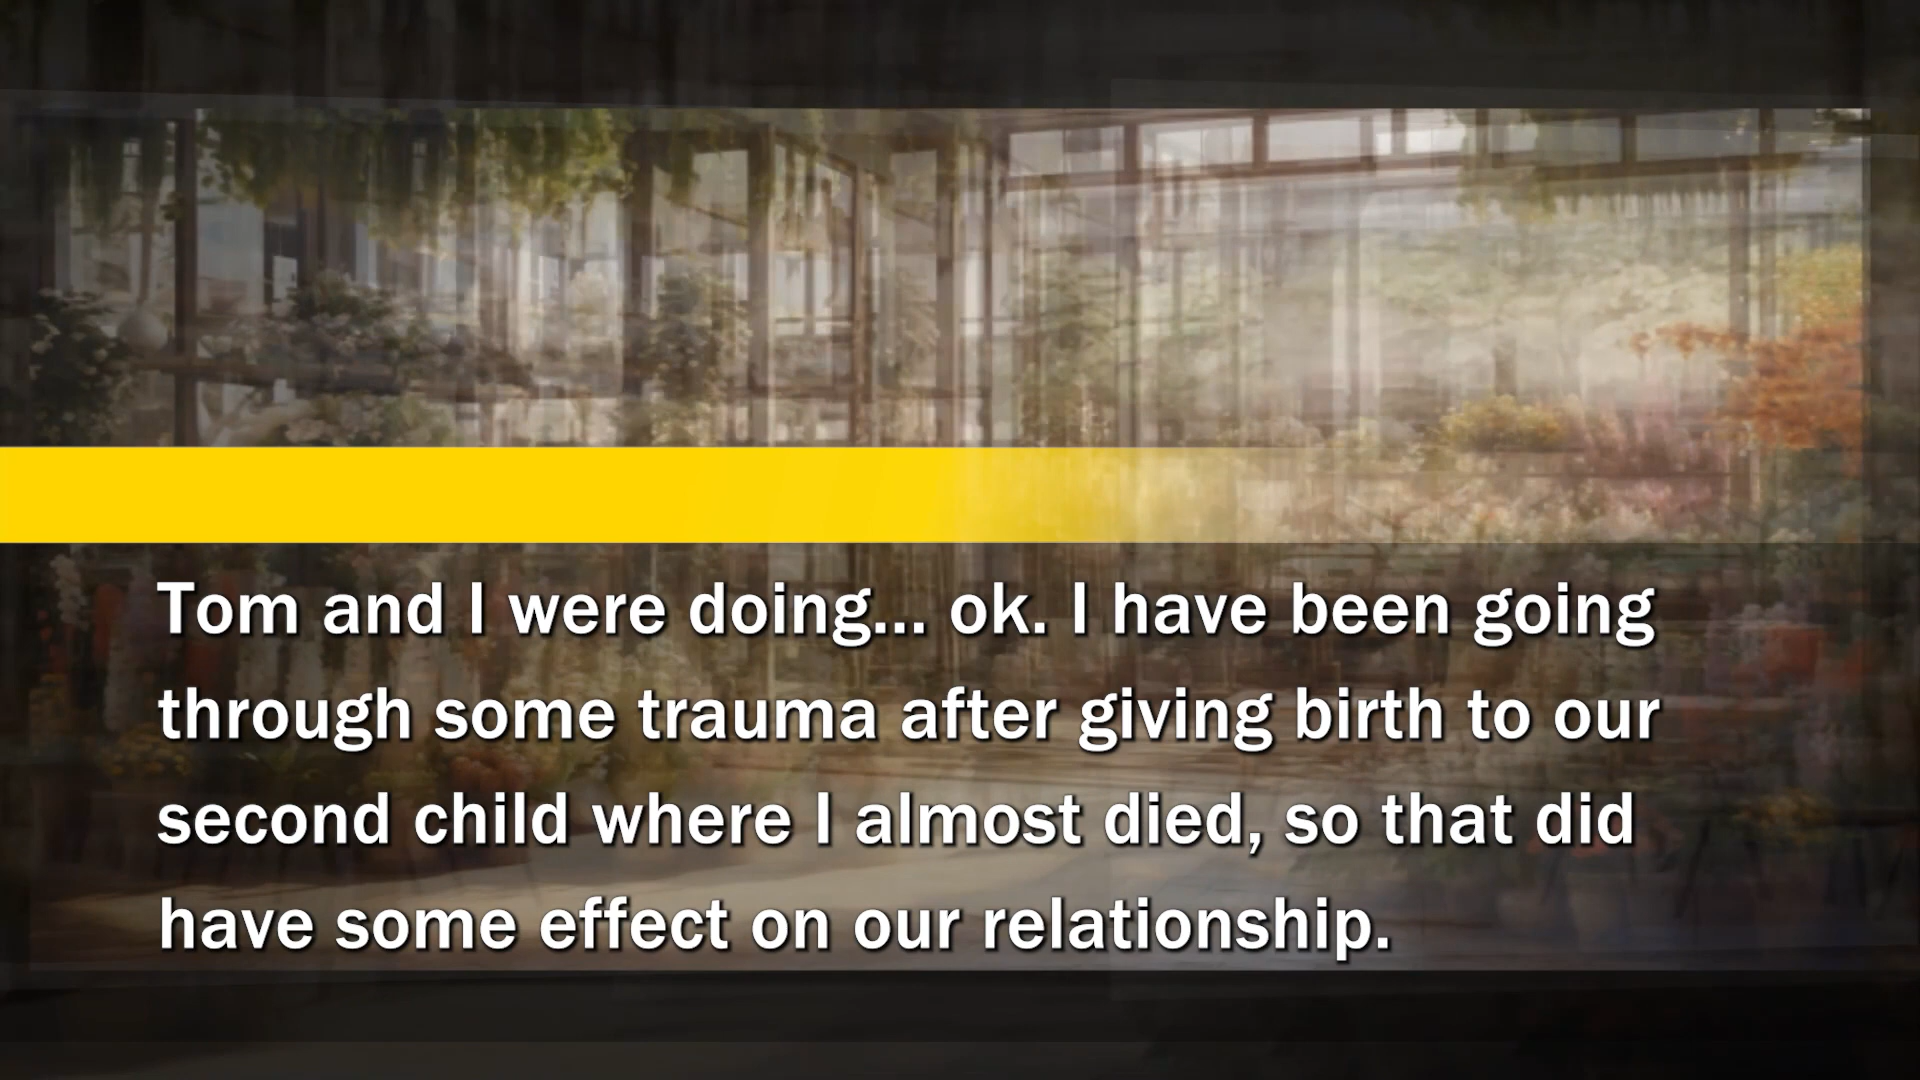 Tom and I were doing... ok. I have been going
through some trauma after giving birth to our
second child where I almost died, so that did
have some effect on our relationship.